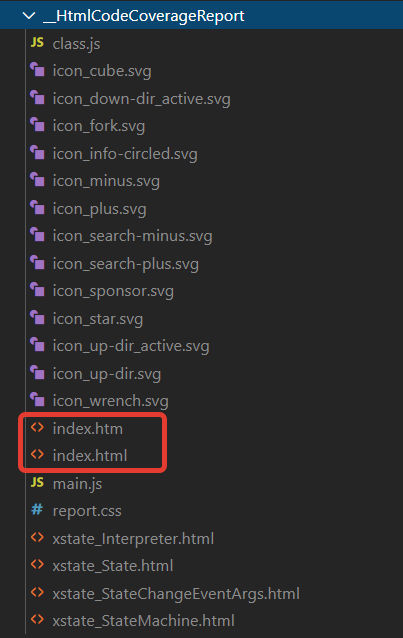 __HtmlCodeCoverageReport
JS class.js
icon_cube.svg
icon_down-dir_active.svg
icon_fork.svg
icon_info-circled.svg
icon_minus.svg
icon_plus.svg
icon_search-minus.svg
icon_search-plus.svg
icon_sponsor.svg
icon_star.svg
icon_up-dir_active.svg
icon_up-dir.svg
icon_wrench.svg
<> index.htm
<> index.html
JS main.js
# report.css
<> xstate_Interpreter.html
<> xstate_State.html
<> xstate_StateChangeEventArgs.html
<> xstate_StateMachine.html